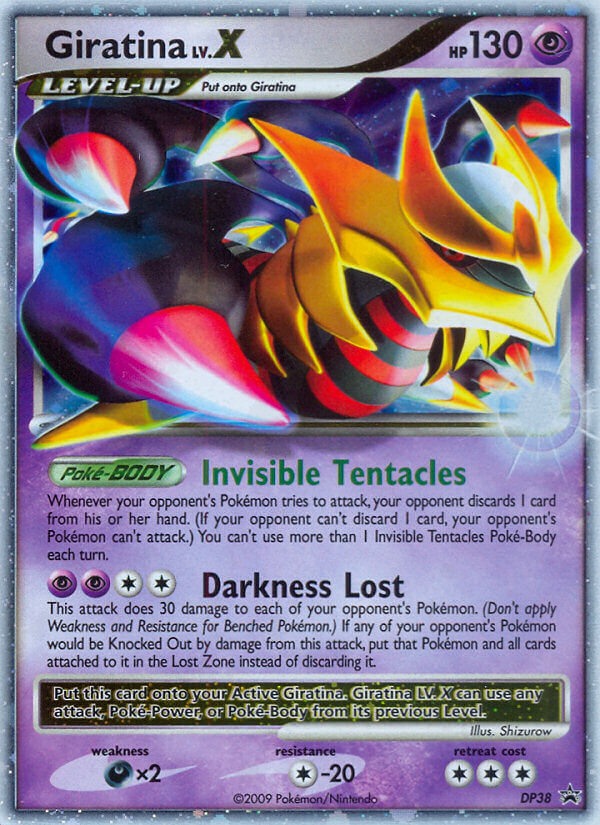 Giratina LV.X HP 130
LEVEL-UP Put onto Giratina
Poké-BODY Invisible Tentacles
Whenever your opponent's Pokémon tries to attack, your opponent discards 1 card
from his or her hand. (If your opponent can't discard 1 card, your opponent's
Pokémon can't attack.) You can't use more than 1 Invisible Tentacles Poké-Body
each turn.
Darkness Lost
This attack does 30 damage to each of your opponent's Pokémon. (Don't apply
Weakness and Resistance for Benched Pokémon.) If any of your opponent's Pokémon
would be Knocked Out by damage from this attack, put that Pokémon and all cards
attached to it in the Lost Zone instead of discarding it.
Put this card onto your Active Giratina. Giratina LV.X can use any
attack, Poké-Power, or Poké-Body from its previous Level.
Illus. Shizurow
weakness resistance retreat cost
×2 -20
©2009 Pokémon/Nintendo DP38